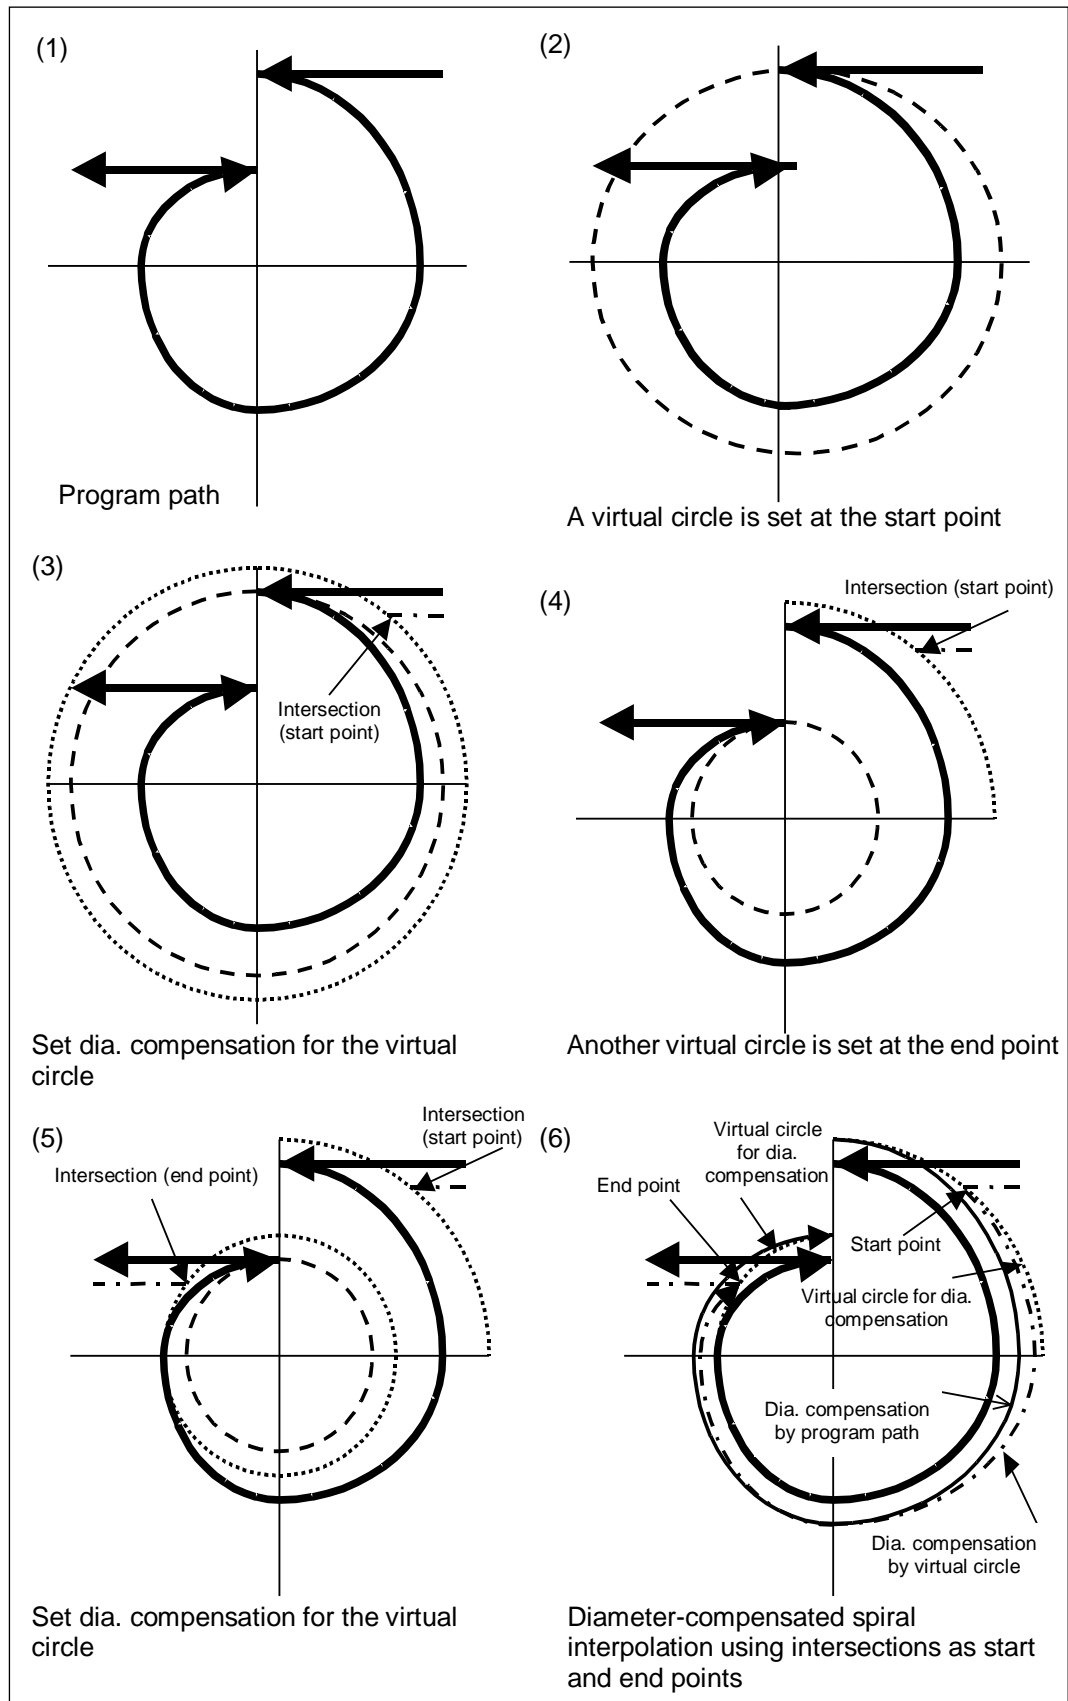 (1)
Program path
(2)
A virtual circle is set at the start point
(3)
Intersection
(start point)
Set dia. compensation for the virtual
circle
(4)
Intersection (start point)
Another virtual circle is set at the end point
(5)
Intersection
(start point)
Intersection (end point)
Set dia. compensation for the virtual
circle
(6)
Virtual circle
for dia.
compensation
End point
Start point
Virtual circle for dia.
compensation
Dia. compensation
by program path
Dia. compensation
by virtual circle
Diameter-compensated spiral
interpolation using intersections as start
and end points